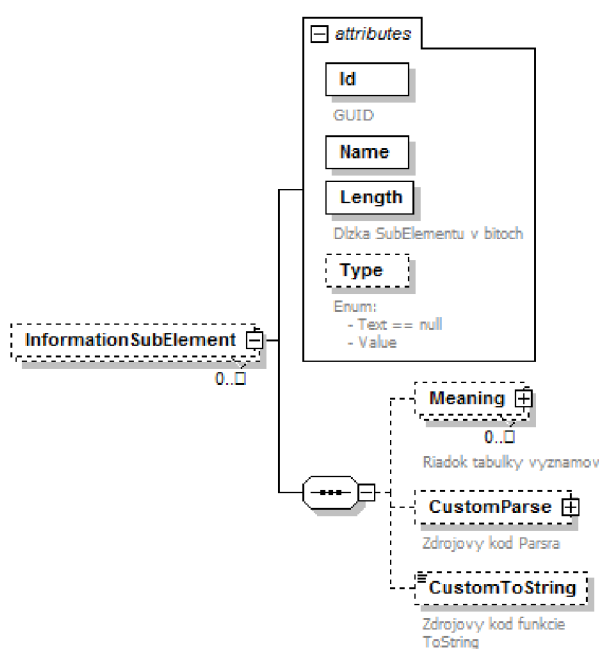 attributes
Id
GUID
Name
Length
Dlzka SubElementu v bitoch
Type
Enum:
- Text == null
- Value
InformationSubElement
0..□
Meaning
0..□
Riadok tabulky vyznamov
CustomParse
Zdrojovy kod Parsra
CustomToString
Zdrojovy kod funkcie
ToString